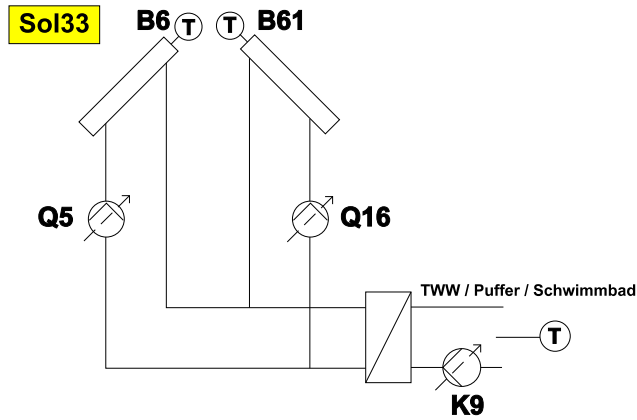 Sol33
B6 T T B61
Q5 Q16
TWW / Puffer / Schwimmbad
T
K9